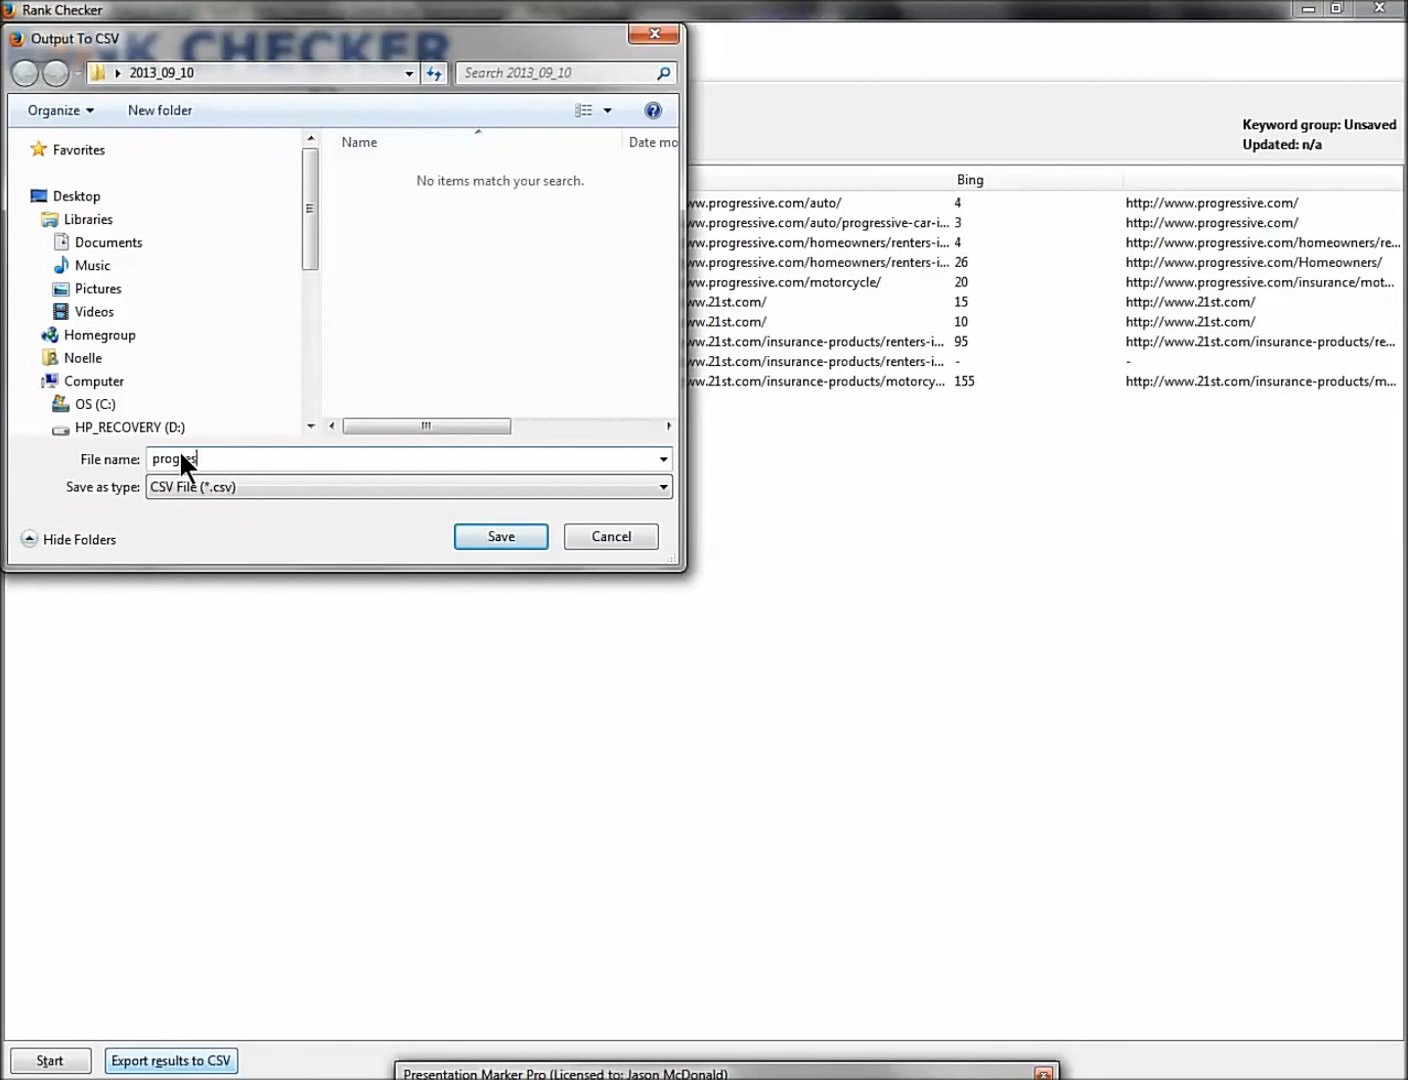 Rank Checker
Output To CSV
NK CHECKER
2013_09_10
Search 2013_09_10
Organize
New folder
Keyword group: Unsaved
Updated: n/a
Favorites
Desktop
Libraries
Documents
Music
Pictures
Videos
Homegroup
Noelle
Computer
OS (C:)
HP_RECOVERY (D:)
Name
Date mo
No items match your search.
Bing
ww.progressive.com/auto/ 4 http://www.progressive.com/
ww.progressive.com/auto/progressive-car-i... 3 http://www.progressive.com/
ww.progressive.com/homeowners/renters-i... 4 http://www.progressive.com/homeowners/re...
ww.progressive.com/homeowners/renters-i... 26 http://www.progressive.com/Homeowners/
ww.progressive.com/motorcycle/ 20 http://www.progressive.com/insurance/mot...
ww.21st.com/ 15 http://www.21st.com/
ww.21st.com/ 10 http://www.21st.com/
ww.21st.com/insurance-products/renters-i... 95 http://www.21st.com/insurance-products/re...
ww.21st.com/insurance-products/renters-i... - -
ww.21st.com/insurance-products/motorcy... 155 http://www.21st.com/insurance-products/m...
File name: progres
Save as type: CSV File (*.csv)
Hide Folders
Save
Cancel
Start
Export results to CSV
Presentation Marker Pro (Licensed to: Jason McDonald)